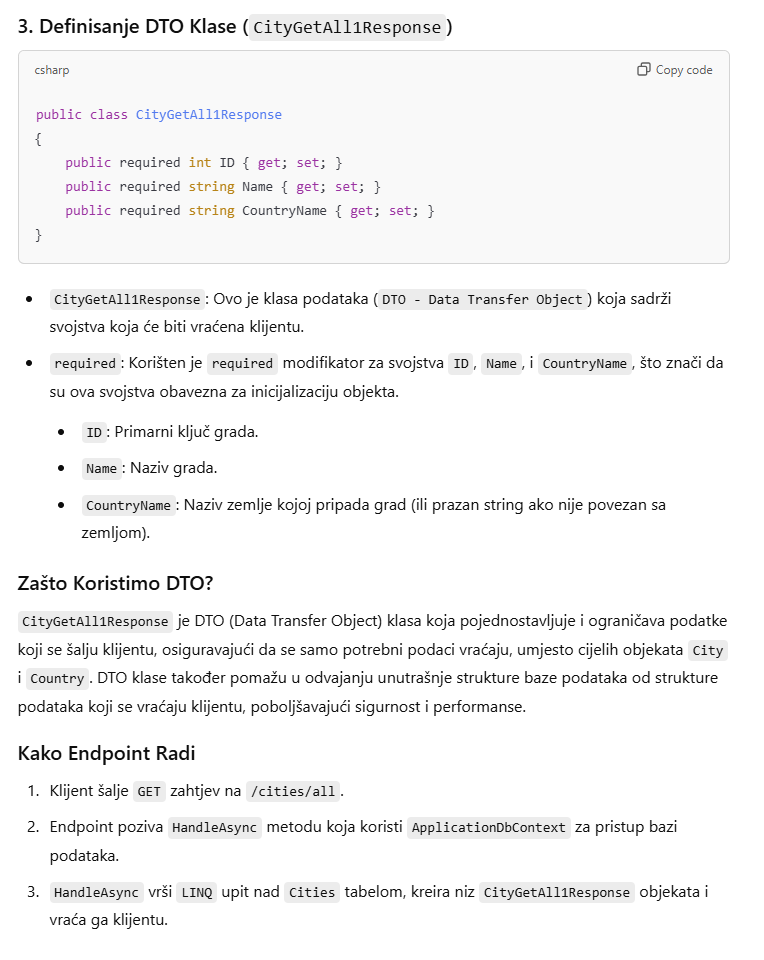 3. Definisanje DTO Klase (CityGetAll1Response)
csharp
Copy code
public class CityGetAll1Response
{
public required int ID { get; set; }
public required string Name { get; set; }
public required string CountryName { get; set; }
}
CityGetAll1Response: Ovo je klasa podataka (DTO - Data Transfer Object) koja sadrži
svojstva koja će biti vraćena klijentu.
required: Korišten je required modifikator za svojstva ID, Name, i CountryName, što znači da
su ova svojstva obavezna za inicijalizaciju objekta.
ID: Primarni ključ grada.
Name: Naziv grada.
CountryName: Naziv zemlje kojoj pripada grad (ili prazan string ako nije povezan sa
zemljom).
Zašto Koristimo DTO?
CityGetAll1Response je DTO (Data Transfer Object) klasa koja pojednostavljuje i ograničava podatke
koji se šalju klijentu, osiguravajući da se samo potrebni podaci vraćaju, umjesto cijelih objekata City
i Country. DTO klase također pomažu u odvajanju unutrašnje strukture baze podataka od strukture
podataka koji se vraćaju klijentu, poboljšavajući sigurnost i performanse.
Kako Endpoint Radi
1. Klijent šalje GET zahtjev na /cities/all.
2. Endpoint poziva HandleAsync metodu koja koristi ApplicationDbContext za pristup bazi
podataka.
3. HandleAsync vrši LINQ upit nad Cities tabelom, kreira niz CityGetAll1Response objekata i
vraća ga klijentu.